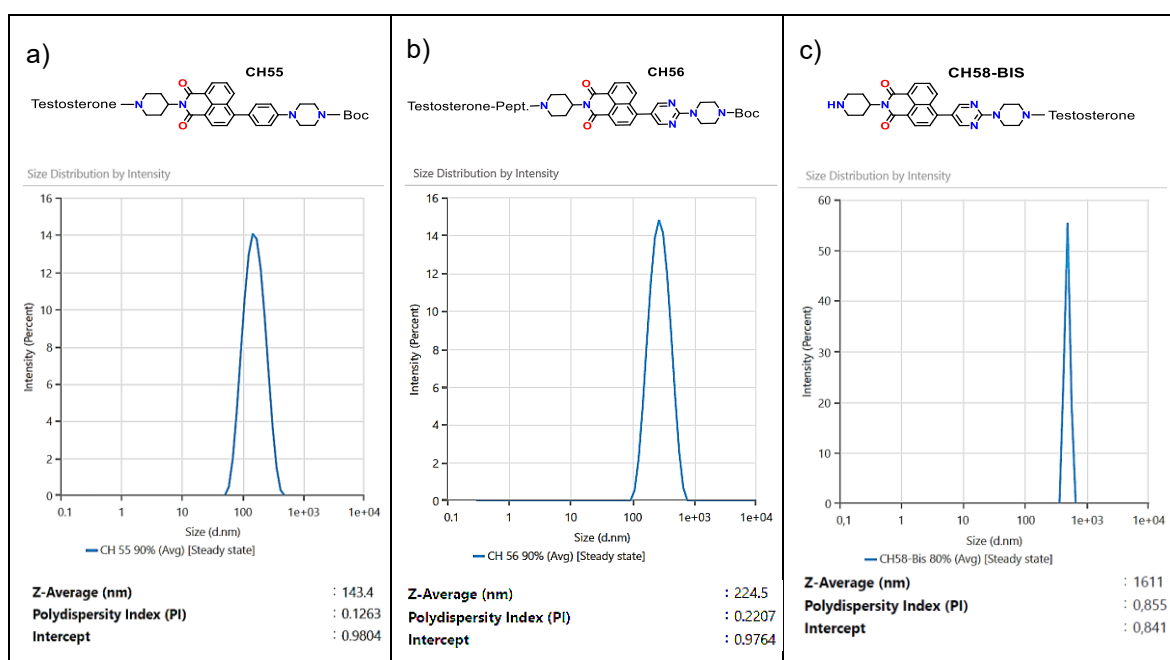 a)
CH55
Testosterone
N
N
O
O
N
N
Boc
Size Distribution by Intensity
Intensity (Percent)
16
14
12
10
8
6
4
2
0
0.1 1 10 100 1e+03 1e+04
Size (d.nm)
CH 55 90% (Avg) [Steady state]
Z-Average (nm) : 143.4
Polydispersity Index (PI) : 0.1263
Intercept : 0.9804
b)
CH56
Testosterone-Pept.
N
N
O
O
N
N
N
N
Boc
Size Distribution by Intensity
Intensity (Percent)
16
14
12
10
8
6
4
2
0
0.1 1 10 100 1e+03 1e+04
Size (d.nm)
CH 56 90% (Avg) [Steady state]
Z-Average (nm) : 224.5
Polydispersity Index (PI) : 0.2207
Intercept : 0.9764
c)
CH58-BIS
HN
N
O
O
N
N
N
N
Testosterone
Size Distribution by Intensity
Intensity (Percent)
60
50
40
30
20
10
0
0,1 1 10 100 1e+03 1e+04
Size (d.nm)
CH58-Bis 80% (Avg) [Steady state]
Z-Average (nm) : 1611
Polydispersity Index (PI) : 0,855
Intercept : 0,841